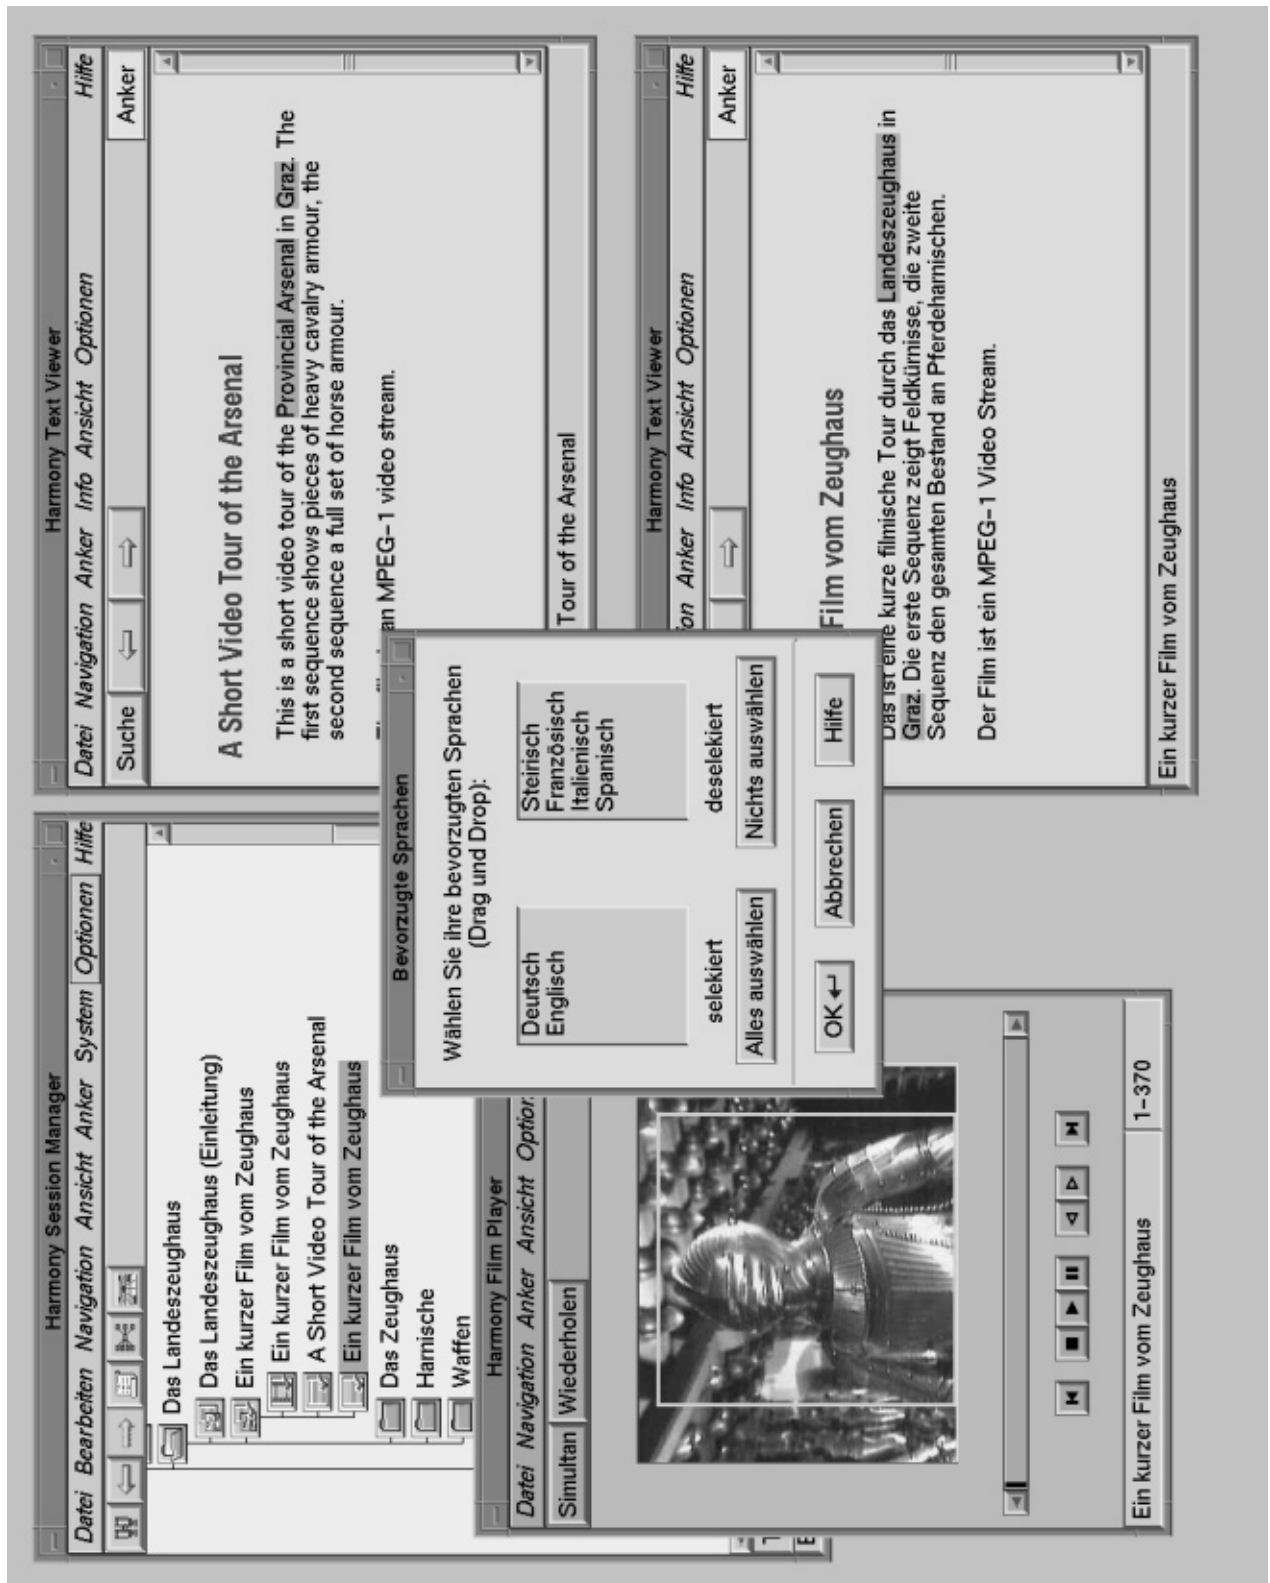 Harmony Session Manager
Datei Bearbeiten Navigation Ansicht Anker System Optionen Hilfe
Das Landeszeughaus
Das Landeszeughaus (Einleitung)
Ein kurzer Film vom Zeughaus
Ein kurzer Film vom Zeughaus
A Short Video Tour of the Arsenal
Ein kurzer Film vom Zeughaus
Das Zeughaus
Harnische
Waffen
Harmony Text Viewer
Datei Navigation Anker Info Ansicht Optionen Hilfe
Suche Anker
A Short Video Tour of the Arsenal
This is a short video tour of the Provincial Arsenal in Graz. The
first sequence shows pieces of heavy cavalry armour, the
second sequence a full set of horse armour.
an MPEG-1 video stream.
Tour of the Arsenal
Bevorzugte Sprachen
Wählen Sie ihre bevorzugten Sprachen
(Drag und Drop):
Deutsch
Englisch
selekiert
Alles auswählen
Steirisch
Französisch
Italienisch
Spanisch
deselekiert
Nichts auswählen
OK Abbrechen Hilfe
Harmony Film Player
Datei Navigation Anker Ansicht Option
Simultan Wiederholen
Ein kurzer Film vom Zeughaus 1-370
Harmony Text Viewer
on Anker Info Ansicht Optionen Hilfe
Anker
Film vom Zeughaus
Das ist eine kurze filmische Tour durch das Landeszeughaus in
Graz. Die erste Sequenz zeigt Feldkürnisse, die zweite
Sequenz den gesamten Bestand an Pferdeharnischen.
Der Film ist ein MPEG-1 Video Stream.
Ein kurzer Film vom Zeughaus